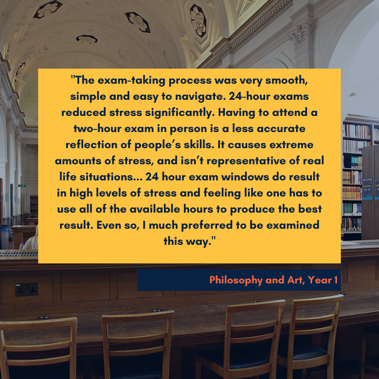 "The exam-taking process was very smooth,
simple and easy to navigate. 24-hour exams
reduced stress significantly. Having to attend a
two-hour exam in person is a less accurate
reflection of people's skills. It causes extreme
amounts of stress, and isn't representative of real
life situations... 24 hour exam windows do result
in high levels of stress and feeling like one has to
use all of the available hours to produce the best
result. Even so, I much preferred to be examined
this way."
Philosophy and Art, Year 1